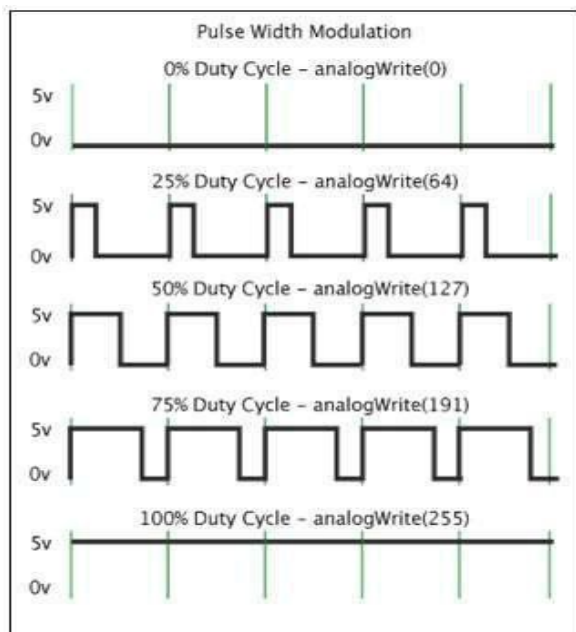 Pulse Width Modulation
0% Duty Cycle – analogWrite(0)
5v
0v
25% Duty Cycle – analogWrite(64)
5v
0v
50% Duty Cycle – analogWrite(127)
5v
0v
75% Duty Cycle – analogWrite(191)
5v
0v
100% Duty Cycle – analogWrite(255)
5v
0v